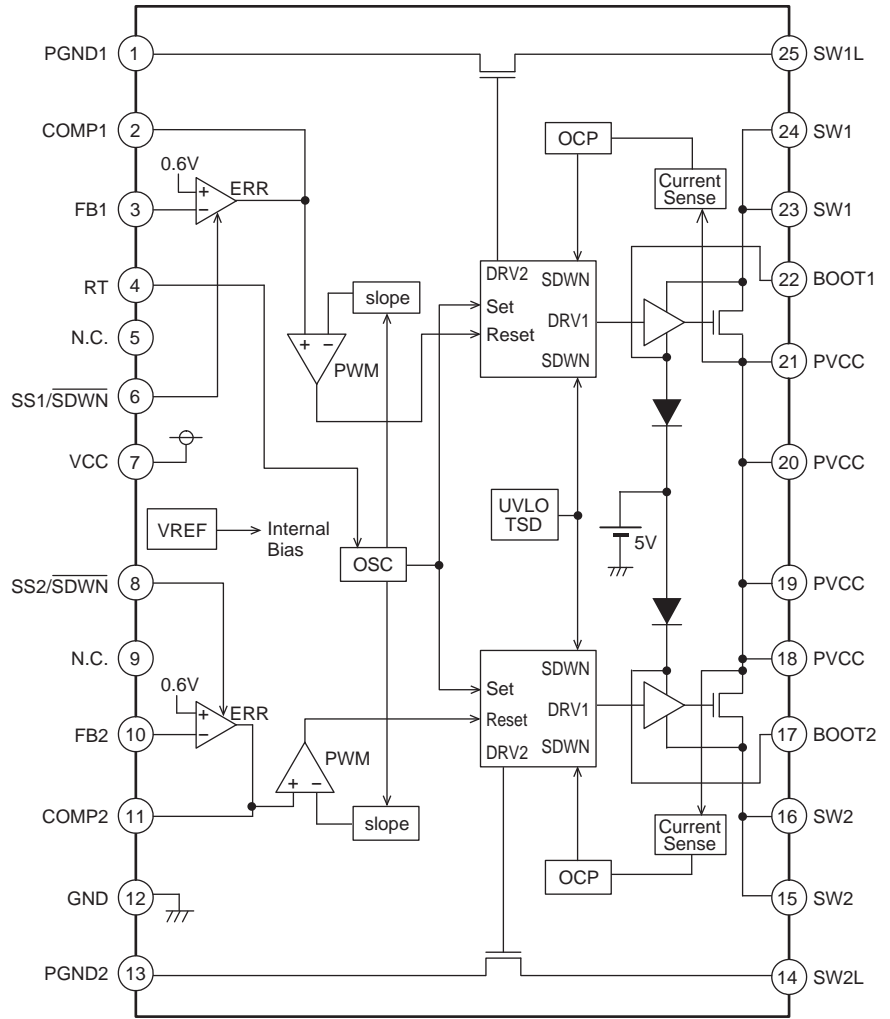 PGND1 1
25 SW1L
COMP1 2
OCP
24 SW1
0.6V
+
−
ERR
Current
Sense
FB1 3
23 SW1
RT 4
slope
DRV2
SDWN
Set
DRV1
Reset
SDWN
22 BOOT1
N.C. 5
+ −
PWM
21 PVCC
SS1/SDWN 6
VCC 7
20 PVCC
VREF
Internal
Bias
UVLO
TSD
5V
OSC
SS2/SDWN 8
19 PVCC
N.C. 9
18 PVCC
0.6V
+
−
ERR
SDWN
Set
DRV1
Reset
DRV2
SDWN
FB2 10
17 BOOT2
PWM
+ −
COMP2 11
slope
Current
Sense
16 SW2
OCP
GND 12
15 SW2
PGND2 13
14 SW2L